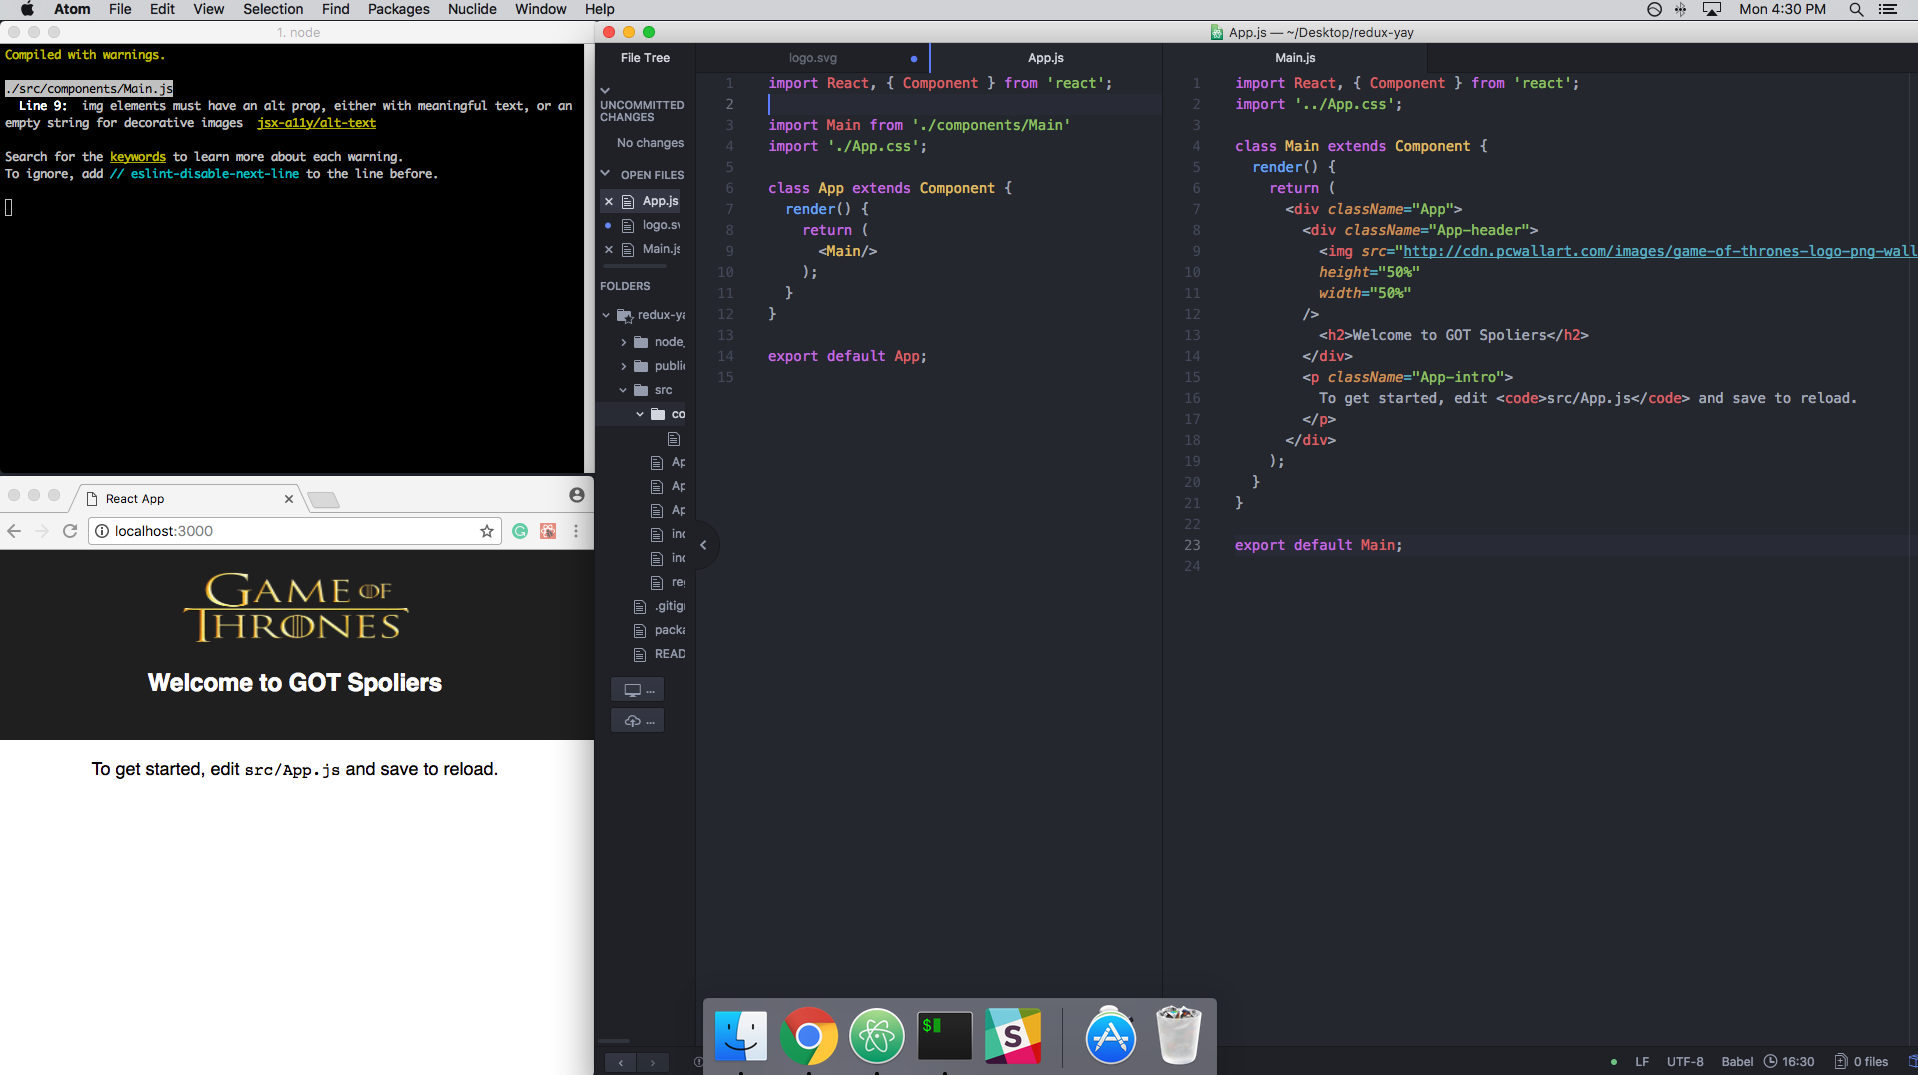 Atom File Edit View Selection Find Packages Nuclide Window Help
Mon 4:30 PM
1. node
Compiled with warnings.
./src/components/Main.js
Line 9: img elements must have an alt prop, either with meaningful text, or an
empty string for decorative images jsx-a11y/alt-text
Search for the keywords to learn more about each warning.
To ignore, add // eslint-disable-next-line to the line before.
React App
localhost:3000
GAME OF
THRONES
Welcome to GOT Spoliers
To get started, edit src/App.js and save to reload.
App.js — ~/Desktop/redux-yay
File Tree
UNCOMMITTED
CHANGES
No changes
OPEN FILES
App.js
logo.sv
Main.js
FOLDERS
redux-ya
node_
public
src
co
Ap
Ap
Ap
inc
inc
reg
.gitign
packa
READ
...
...
logo.svg
App.js
1 import React, { Component } from 'react';
2
3 import Main from './components/Main'
4 import './App.css';
5
6 class App extends Component {
7 render() {
8 return (
9 <Main/>
10 );
11 }
12 }
13
14 export default App;
15
Main.js
1 import React, { Component } from 'react';
2 import '../App.css';
3
4 class Main extends Component {
5 render() {
6 return (
7 <div className="App">
8 <div className="App-header">
9 <img src="http://cdn.pcwallart.com/images/game-of-thrones-logo-png-wall
10 height="50%"
11 width="50%"
12 />
13 <h2>Welcome to GOT Spoliers</h2>
14 </div>
15 <p className="App-intro">
16 To get started, edit <code>src/App.js</code> and save to reload.
17 </p>
18 </div>
19 );
20 }
21 }
22
23 export default Main;
24
$
S
LF UTF-8 Babel 16:30 0 files